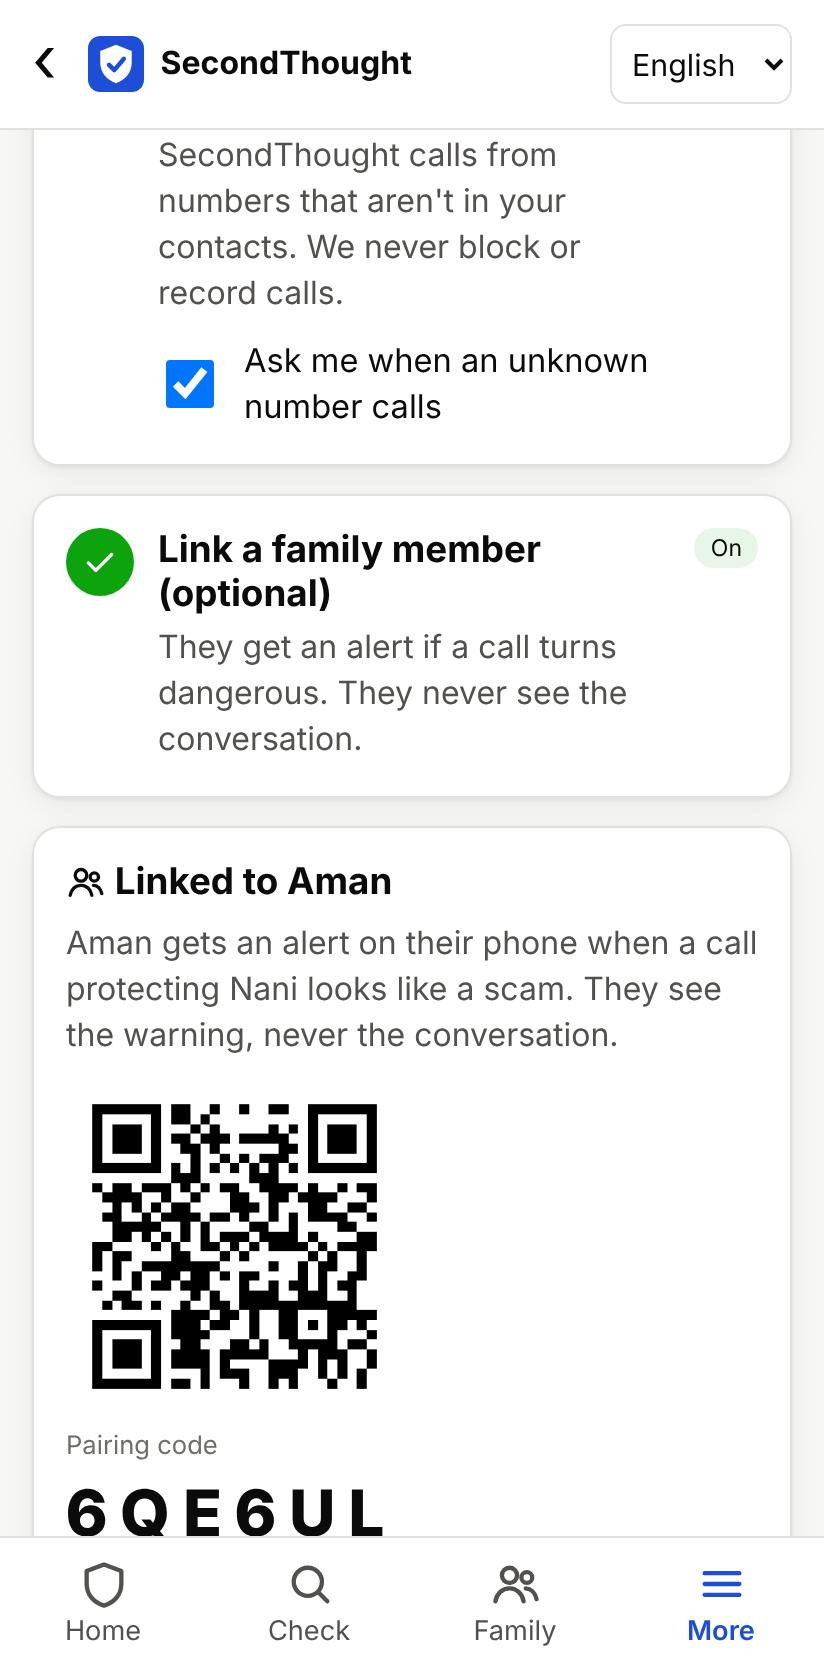 SecondThought
English
SecondThought calls from
numbers that aren't in your
contacts. We never block or
record calls.
Ask me when an unknown
number calls
Link a family member
(optional)
On
They get an alert if a call turns
dangerous. They never see the
conversation.
Linked to Aman
Aman gets an alert on their phone when a call
protecting Nani looks like a scam. They see
the warning, never the conversation.
Pairing code
6QE6UL
Home
Check
Family
More